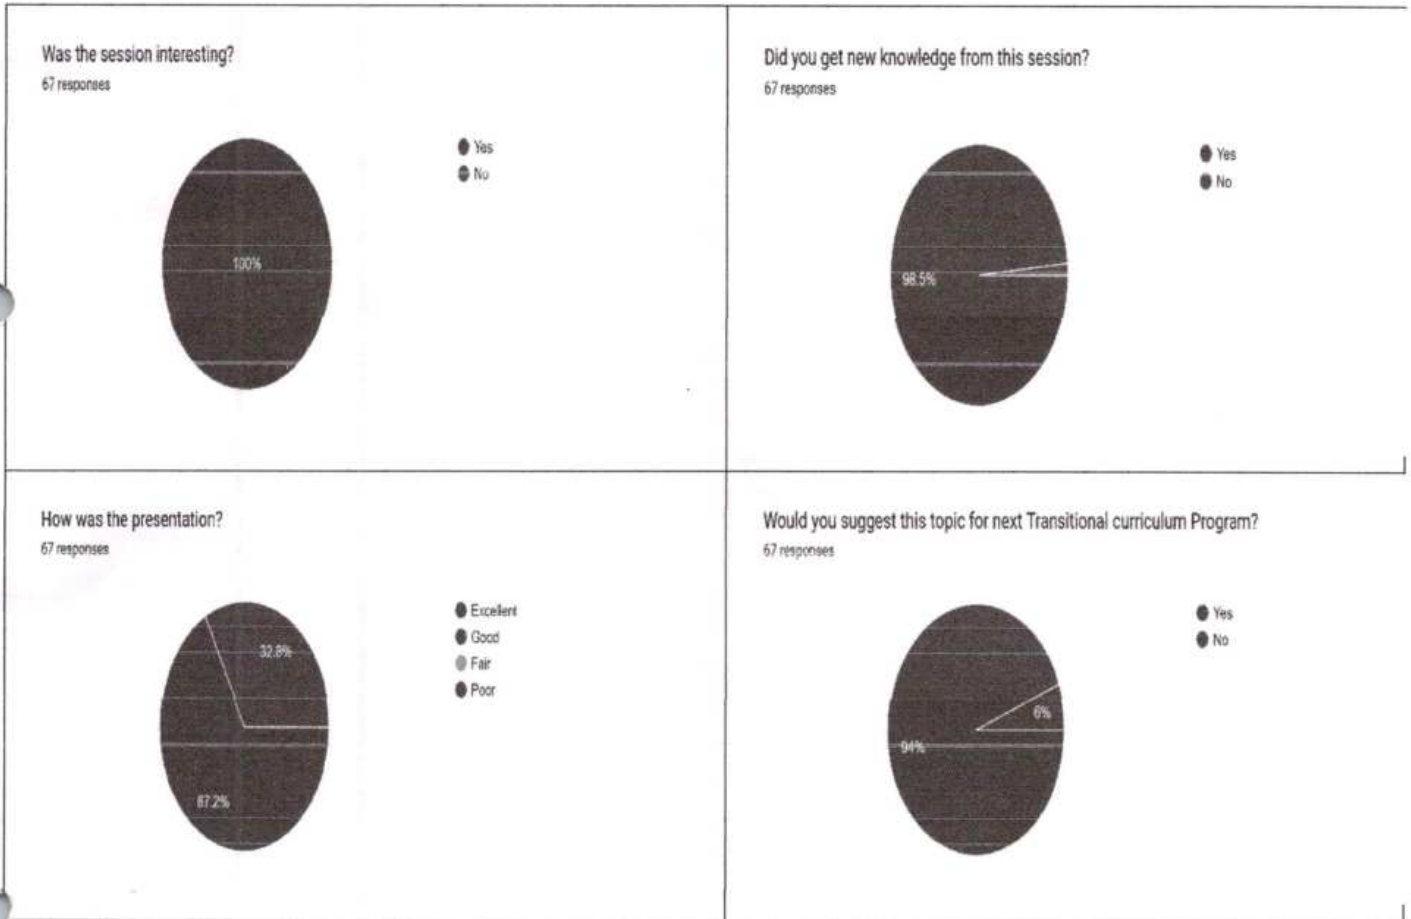 Was the session interesting?
67 responses
Yes
No
100%
Did you get new knowledge from this session?
67 responses
Yes
No
98.5%
How was the presentation?
67 responses
Excellent
Good
Fair
Poor
32.8%
67.2%
Would you suggest this topic for next Transitional curriculum Program?
67 responses
Yes
No
6%
94%